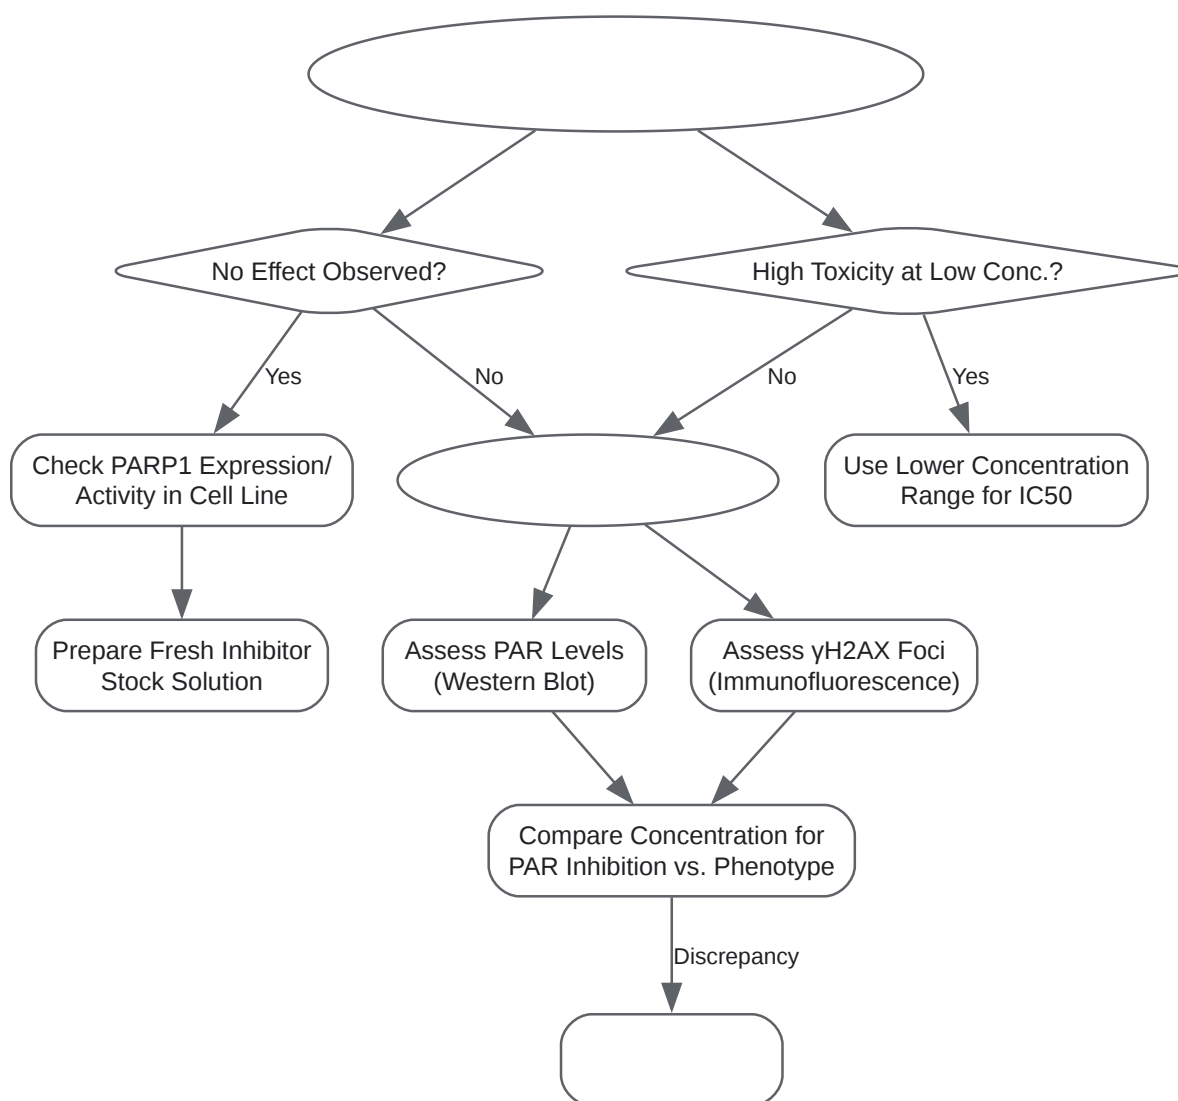 No Effect Observed?
High Toxicity at Low Conc.?
Yes
No
No
Yes
Check PARP1 Expression/
Activity in Cell Line
Use Lower Concentration
Range for IC50
Prepare Fresh Inhibitor
Stock Solution
Assess PAR Levels
(Western Blot)
Assess γH2AX Foci
(Immunofluorescence)
Compare Concentration for
PAR Inhibition vs. Phenotype
Discrepancy